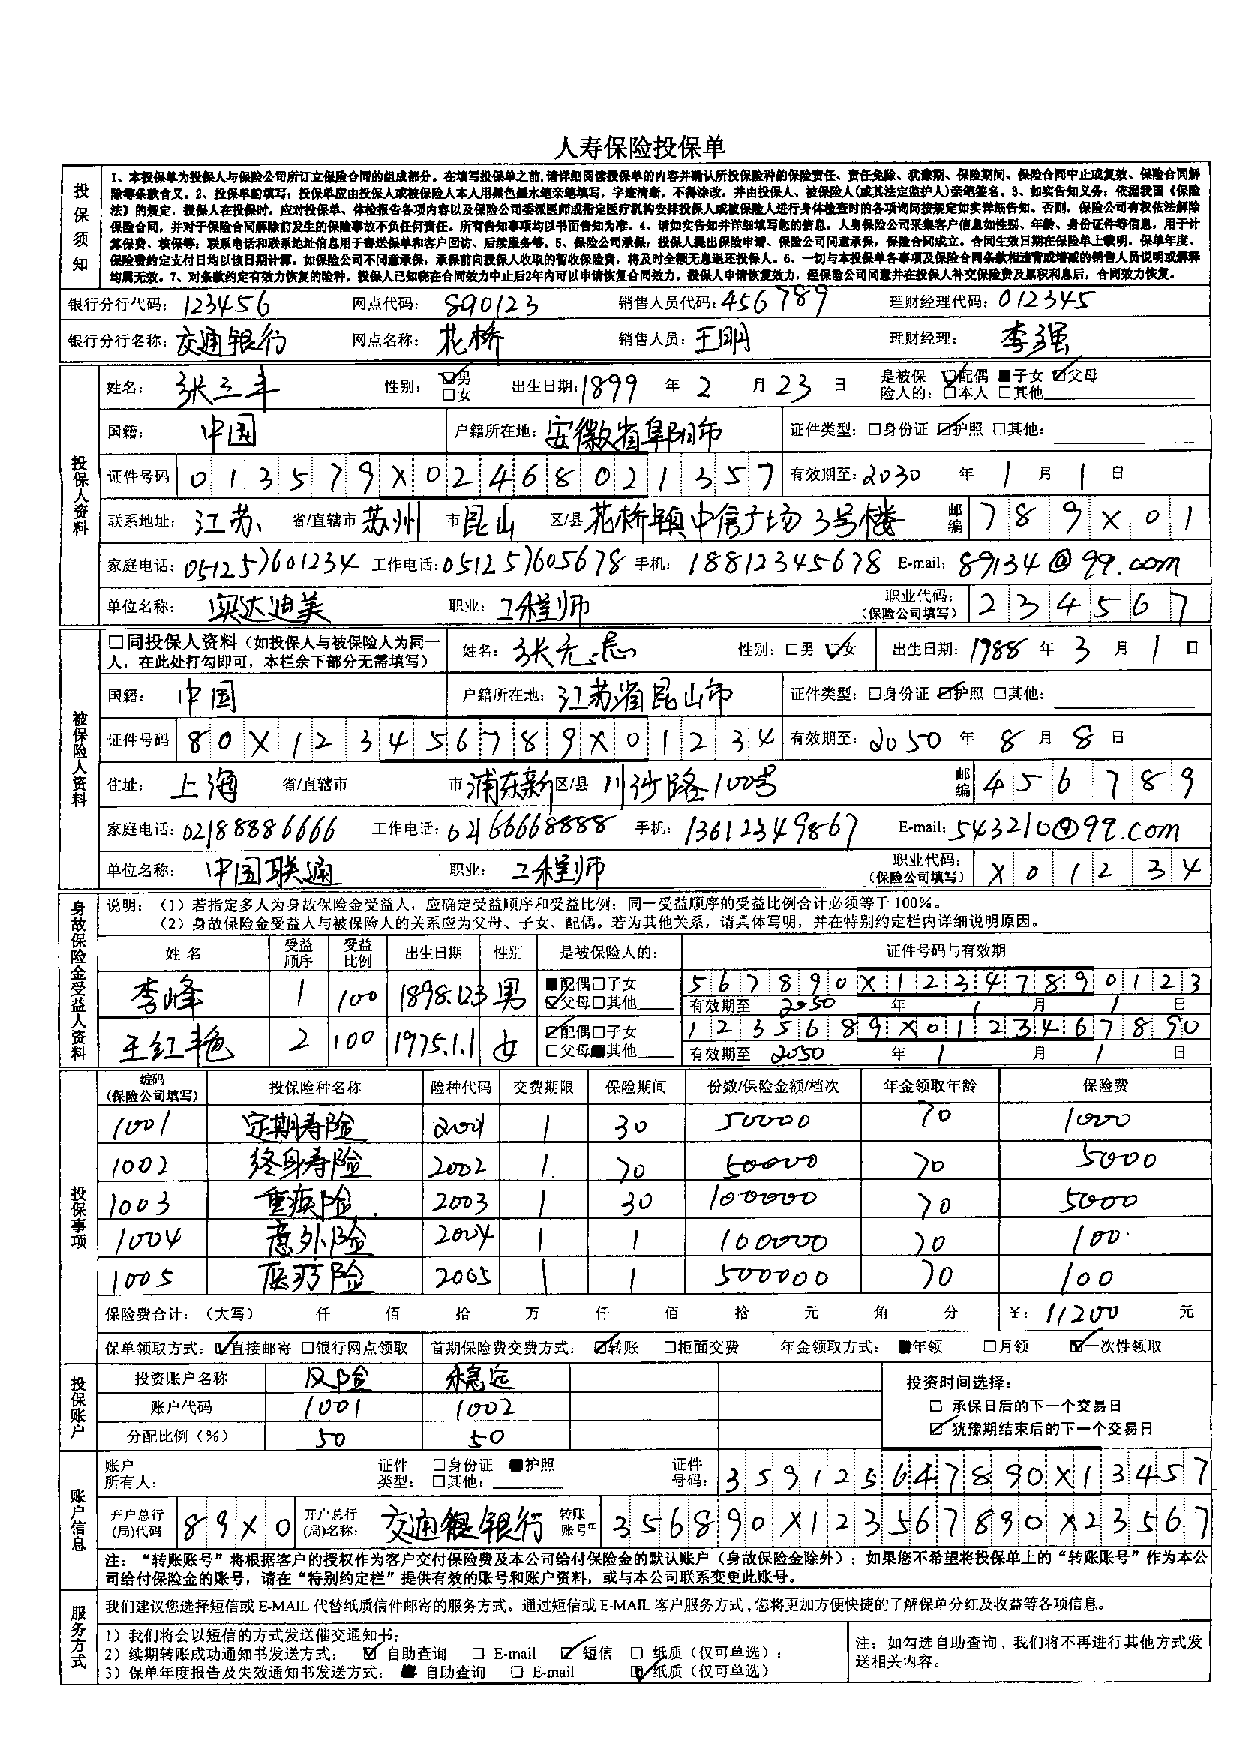 人寿保险投保单
投保须知
1、本投保单为投保人与保险公司所订立保险合同的组成部分。在填写投保单之前,请详细阅读投保单的内容并确认所投保险种的保险责任、责任免除、犹豫期、保险期间、保险合同中止或复效、保险合同解
除等条款含义。2、投保单的填写：投保单应由投保人或被保险人本人用黑色墨水笔亲笔填写，字迹清晰，不得涂改，并由投保人、被保险人（或其法定监护人）亲笔签名。3、如实告知义务：依据我国《保险
法》的规定，投保人在投保时，应对投保单、体检报告各项内容以及保险公司委派医师或指定医疗机构安排投保人或被保险人进行身体检查时的各项询问按规定如实详细告知。否则，保险公司有权依法解除
保险合同，并对于保险合同解除前发生的保险事故不负任何责任。所有告知事项均以书面告知为准。4、请如实告知并详细填写您的信息。人身保险公司采集客户信息如性别、年龄、身份证件等信息，用于计
算保费、核保等；联系电话和联系地址信息用于寄送保单和客户回访、后续服务等。5、保险公司承保：投保人提出保险申请、保险公司同意承保，保险合同成立。合同生效日期在保险单上载明。保单年度、
保险费约定支付日均以该日期计算。如保险公司不同意承保，承保前向投保人收取的暂收保险费，将及时全额无息退还投保人。6、一切与本投保单各事项及保险合同条款相违背或增减的销售人员说明或解释
均属无效。7、对条款约定有效力恢复的险种，投保人已知晓在合同效力中止后2年内可以申请恢复合同效力，投保人申请恢复效力，经保险公司同意并在投保人补交保险费及累积利息后，合同效力恢复。
银行分行代码：123456 网点代码：890123 销售人员代码：456789 理财经理代码：012345
银行分行名称：交通银行 网点名称：花桥 销售人员：王明 理财经理：李强
投保人资料
姓名：张三丰 性别：☑男 □女 出生日期：1899 年 2 月 23 日 是被保险人的：☑配偶 ■子女 ☑父母 □本人 □其他
国籍：中国 户籍所在地：安徽省阜阳市 证件类型：□身份证 ☑护照 □其他：
证件号码 013579X02468021357 有效期至：2030 年 1 月 1 日
联系地址：江苏 省/直辖市 苏州 市 昆山 区/县 花桥镇中信广场3号楼 邮编 789X01
家庭电话：051257601234 工作电话：051257605678 手机：18812345678 E-mail：89134@99.com
单位名称：奥达迪美 职业：工程师 职业代码：（保险公司填写） 234567
被保险人资料
□同投保人资料（如投保人与被保险人为同一人，在此处打勾即可，本栏余下部分无需填写） 姓名：张无忌 性别：□男 ☑女 出生日期：1988 年 3 月 1 日
国籍：中国 户籍所在地：江苏省昆山市 证件类型：□身份证 ☑护照 □其他：
证件号码 80X123456789X01234 有效期至：2050 年 8 月 8 日
住址：上海 省/直辖市 市 浦东新 区/县 川沙路100号 邮编 456789
家庭电话：02188886666 工作电话：02166668888 手机：13612349867 E-mail：543210@99.com
单位名称：中国联通 职业：工程师 职业代码：（保险公司填写） X01234
身故保险金受益人资料
说明：（1）若指定多人为身故保险金受益人，应确定受益顺序和受益比例；同一受益顺序的受益比例合计必须等于100%。
（2）身故保险金受益人与被保险人的关系应为父母、子女、配偶。若为其他关系，请具体写明，并在特别约定栏内详细说明原因。
姓名 受益顺序 受益比例 出生日期 性别 是被保险人的： 证件号码与有效期
李峰 1 100 1898.123 男 ■配偶□子女 ☑父母□其他 567890X12347890123 有效期至 2050 年 1 月 1 日
王红艳 2 100 1975.1.1 女 ☑配偶□子女 □父母■其他 1235689X0123467890 有效期至 2050 年 1 月 1 日
投保事项
编码（保险公司填写） 投保险种名称 险种代码 交费期限 保险期间 份数/保险金额/档次 年金领取年龄 保险费
1001 定期寿险 2001 1 30 50000 70 1000
1002 终身寿险 2002 1. 70 50000 70 5000
1003 重疾险 2003 1 30 100000 70 5000
1004 意外险 2004 1 1 100000 70 100
1005 医疗险 2005 1 1 500000 70 100
保险费合计：（大写） 仟 佰 拾 万 仟 佰 拾 元 角 分 ￥：11200 元
保单领取方式：☑直接邮寄 □银行网点领取 首期保险费交费方式：☑转账 □柜面交费 年金领取方式：■年领 □月领 ☑一次性领取
投保账户
投资账户名称 风险 稳定 投资时间选择：
账户代码 1001 1002 □ 承保日后的下一个交易日
分配比例（%） 50 50 ☑ 犹豫期结束后的下一个交易日
账户信息
账户所有人： 证件类型：□身份证 ■护照 □其他： 证件号码：359125647890X13457
开户总行(局)代码 89X0 开户总行(局)名称：交通银行 转账账号 356890X123567890X23567
注：“转账账号”将根据客户的授权作为客户交付保险费及本公司给付保险金的默认账户（身故保险金除外）；如果您不希望将投保单上的“转账账号”作为本公
司给付保险金的账号，请在“特别约定栏”提供有效的账号和账户资料，或与本公司联系变更此账号。
服务方式
我们建议您选择短信或 E-MAIL 代替纸质信件邮寄的服务方式。通过短信或 E-MAIL 客户服务方式，您将更加方便快捷的了解保单分红及收益等各项信息。
1）我们将会以短信的方式发送催交通知书；
2）续期转账成功通知书发送方式：☑ 自助查询 □ E-mail ☑ 短信 □ 纸质（仅可单选）；
3）保单年度报告及失效通知书发送方式：■ 自助查询 □ E-mail ☑ 纸质（仅可单选）
注：如勾选自助查询，我们将不再进行其他方式发
送相关内容。